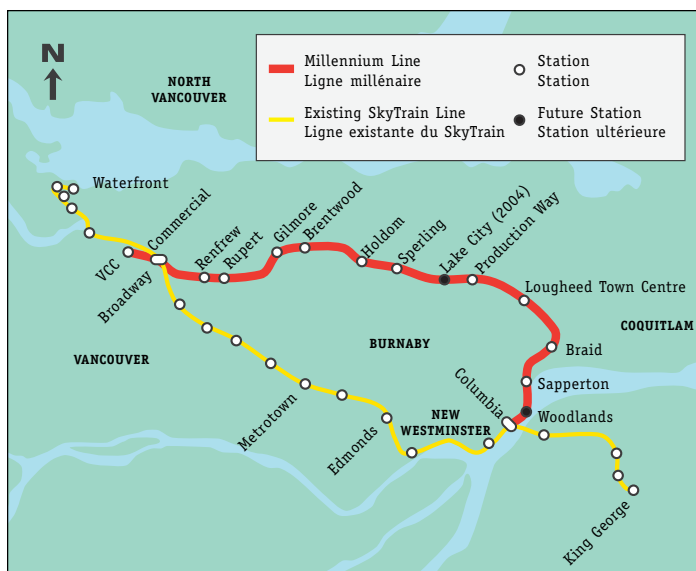 N
NORTH
VANCOUVER
Millennium Line
Ligne millénaire
Station
Station
Existing SkyTrain Line
Ligne existante du SkyTrain
Future Station
Station ultérieure
Waterfront
Commercial
Broadway
VCC
Renfrew
Rupert
Gilmore
Brentwood
Holdom
Sperling
Lake City (2004)
Production Way
Lougheed Town Centre
COQUITLAM
VANCOUVER
BURNABY
Braid
Sapperton
Columbia
Woodlands
NEW
WESTMINSTER
Metrotown
Edmonds
King George